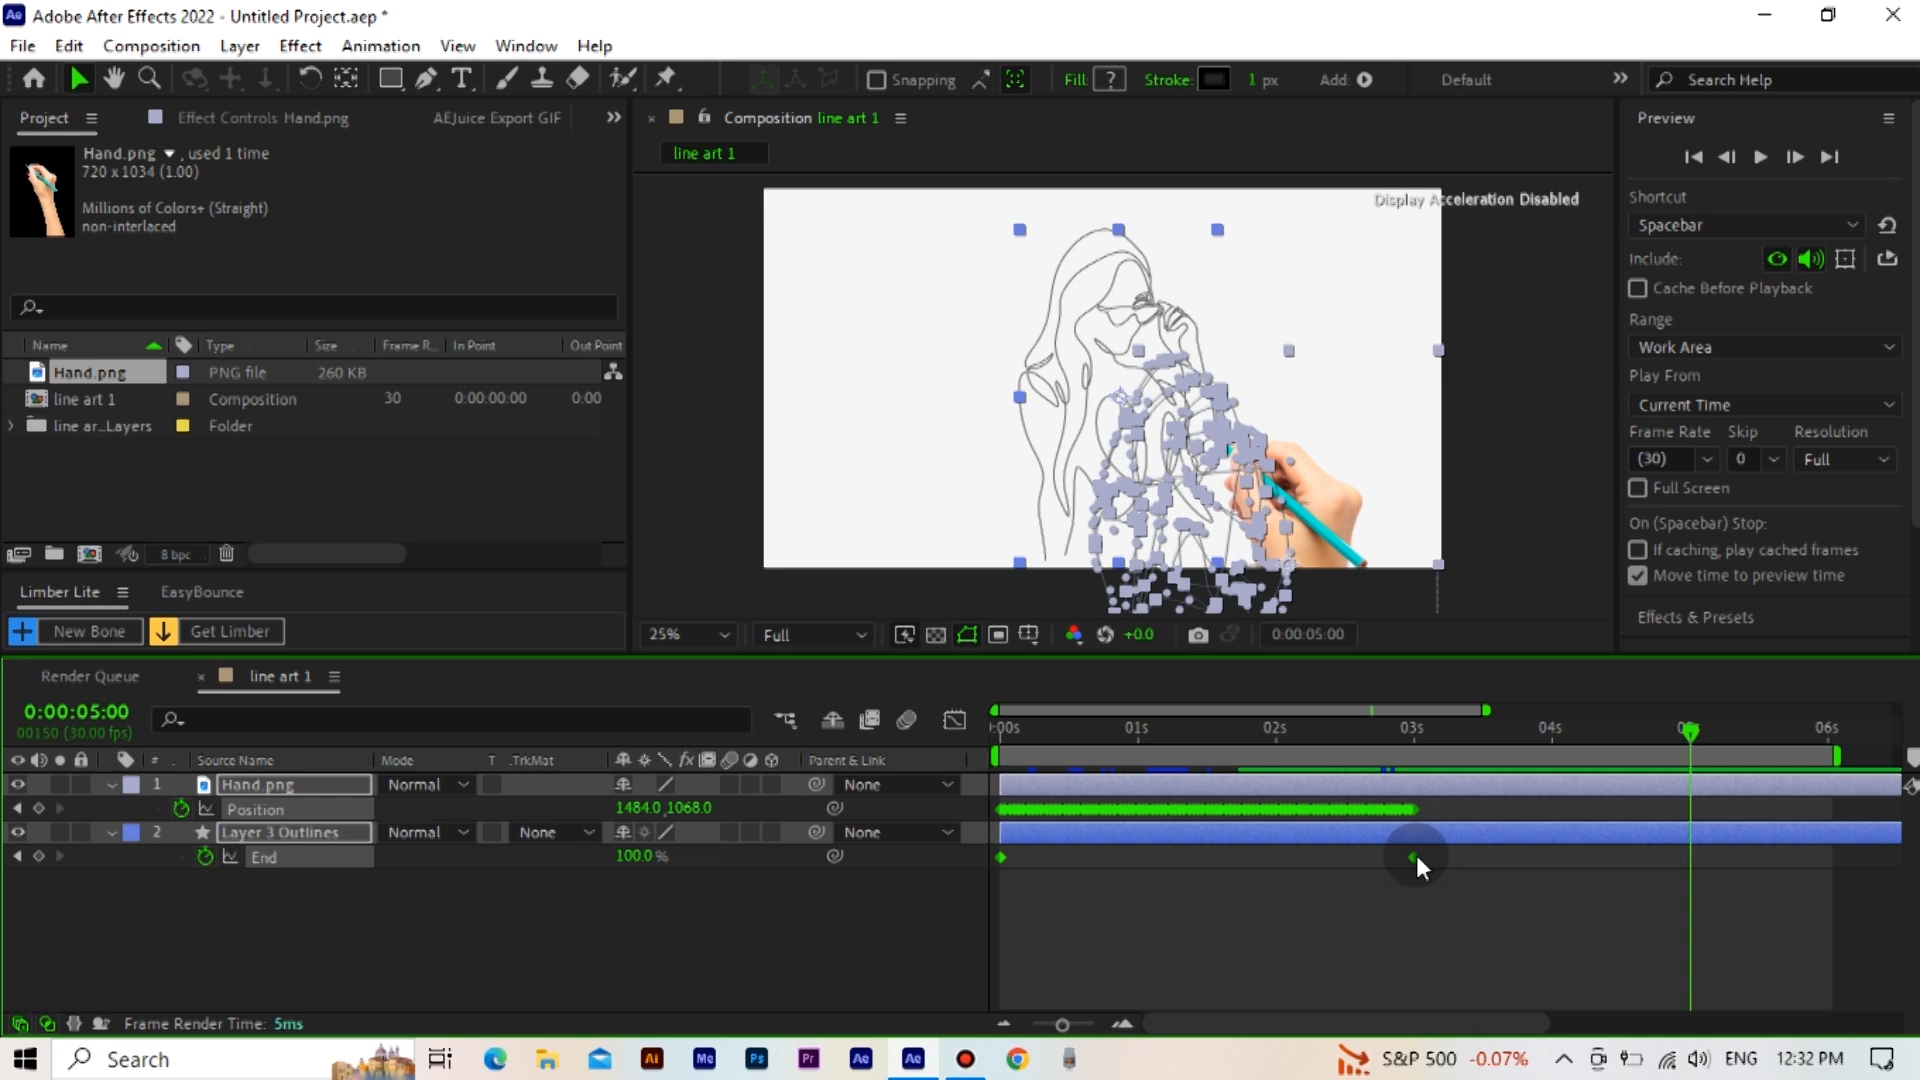 Ae Adobe After Effects 2022 - Untitled Project.aep *
File Edit Composition Layer Effect Animation View Window Help
Snapping Fill: ? Stroke: 1 px Add: Default Search Help
Project Effect Controls Hand.png AEJuice Export GIF
Hand.png , used 1 time
720 x 1034 (1.00)
Millions of Colors+ (Straight)
non-interlaced
Name Type Size Frame R... In Point Out Point
Hand.png PNG file 260 KB
line art 1 Composition 30 0:00:00:00 0:00
line ar_Layers Folder
8 bpc
Limber Lite EasyBounce
New Bone Get Limber
Composition line art 1
line art 1
Display Acceleration Disabled
25% Full +0.0 0:00:05:00
Preview
Shortcut
Spacebar
Include:
Cache Before Playback
Range
Work Area
Play From
Current Time
Frame Rate Skip Resolution
(30) 0 Full
Full Screen
On (Spacebar) Stop:
If caching, play cached frames
Move time to preview time
Effects & Presets
Render Queue line art 1
0:00:05:00
00150 (30.00 fps)
:00s 01s 02s 03s 04s 06s
# . Source Name Mode T .TrkMat fx Parent & Link
1 Hand.png Normal None
Position 1484.0,1068.0
2 Layer 3 Outlines Normal None None
End 100.0 %
Frame Render Time: 5ms
Search Ai Me Ps Pr Ae Ae S&P 500 -0.07% ENG 12:32 PM